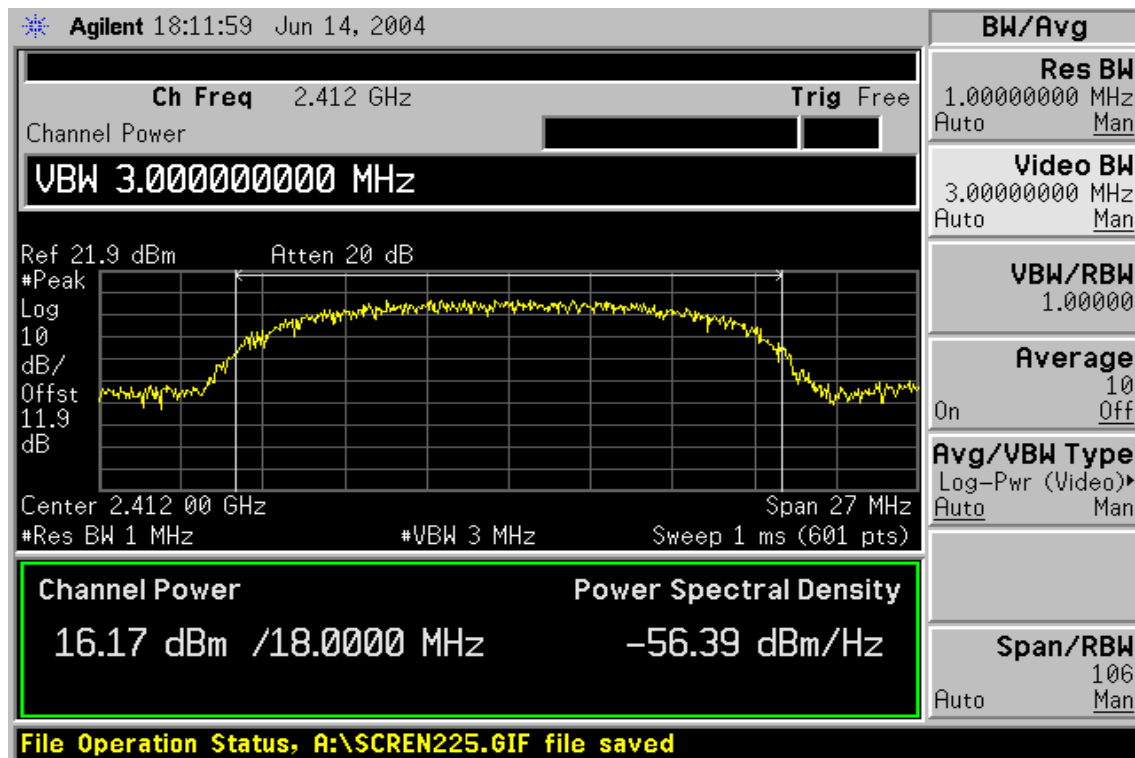 Agilent 18:11:59 Jun 14, 2004
Ch Freq 2.412 GHz Trig Free
Channel Power
VBW 3.000000000 MHz
Ref 21.9 dBm Atten 20 dB
#Peak
Log
10
dB/
Offst
11.9
dB
Center 2.412 00 GHz Span 27 MHz
#Res BW 1 MHz #VBW 3 MHz Sweep 1 ms (601 pts)
Channel Power Power Spectral Density
16.17 dBm /18.0000 MHz -56.39 dBm/Hz
File Operation Status, A:\SCREN225.GIF file saved
BW/Avg
Res BW
1.00000000 MHz
Auto Man
Video BW
3.00000000 MHz
Auto Man
VBW/RBW
1.00000
Average
10
On Off
Avg/VBW Type
Log-Pwr (Video)▸
Auto Man
Span/RBW
106
Auto Man